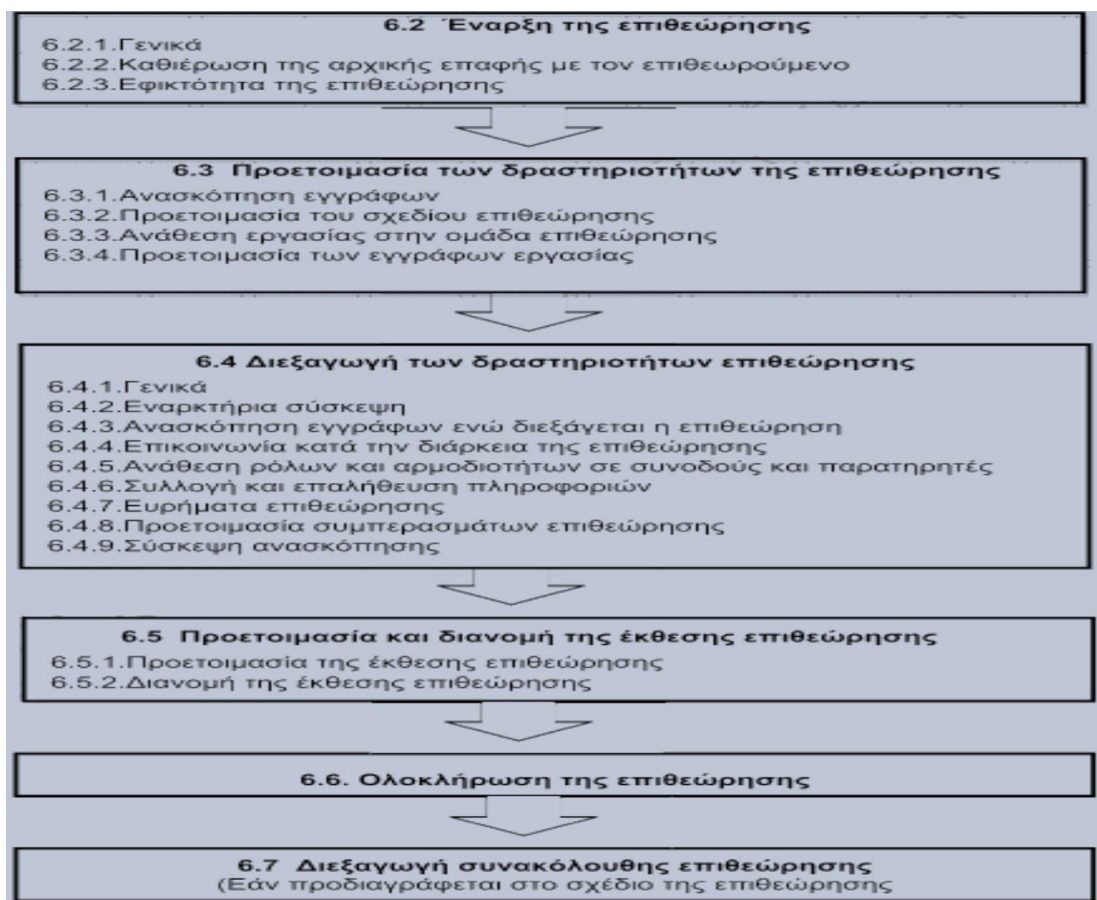 6.2 Έναρξη της επιθεώρησης
6.2.1.Γενικά
6.2.2.Καθιέρωση της αρχικής επαφής με τον επιθεωρούμενο
6.2.3.Εφικτότητα της επιθεώρησης
6.3 Προετοιμασία των δραστηριοτήτων της επιθεώρησης
6.3.1.Ανασκόπηση εγγράφων
6.3.2.Προετοιμασία του σχεδίου επιθεώρησης
6.3.3.Ανάθεση εργασίας στην ομάδα επιθεώρησης
6.3.4.Προετοιμασία των εγγράφων εργασίας
6.4 Διεξαγωγή των δραστηριοτήτων επιθεώρησης
6.4.1.Γενικά
6.4.2.Εναρκτήρια σύσκεψη
6.4.3.Ανασκόπηση εγγράφων ενώ διεξάγεται η επιθεώρηση
6.4.4.Επικοινωνία κατά την διάρκεια της επιθεώρησης
6.4.5.Ανάθεση ρόλων και αρμοδιοτήτων σε συνοδούς και παρατηρητές
6.4.6.Συλλογή και επαλήθευση πληροφοριών
6.4.7.Ευρήματα επιθεώρησης
6.4.8.Προετοιμασία συμπερασμάτων επιθεώρησης
6.4.9.Σύσκεψη ανασκόπησης
6.5 Προετοιμασία και διανομή της έκθεσης επιθεώρησης
6.5.1.Προετοιμασία της έκθεσης επιθεώρησης
6.5.2.Διανομή της έκθεσης επιθεώρησης
6.6. Ολοκλήρωση της επιθεώρησης
6.7 Διεξαγωγή συνακόλουθης επιθεώρησης
(Εάν προδιαγράφεται στο σχέδιο της επιθεώρησης